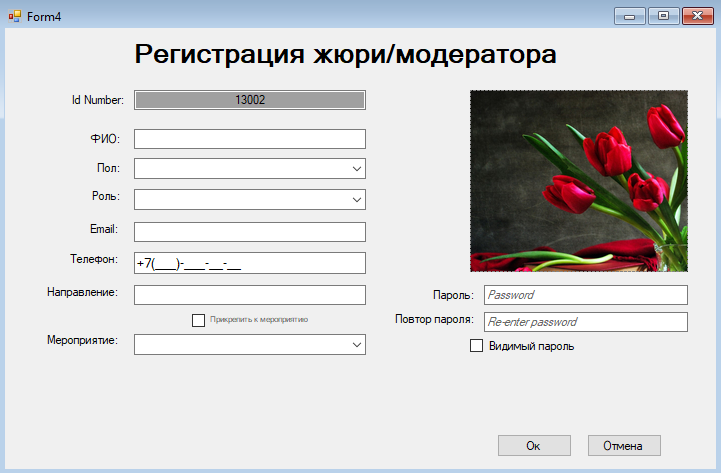 Form4
Регистрация жюри/модератора
Id Number: 13002
ФИО:
Пол:
Роль:
Email:
Телефон: +7(___)-___-__-__
Направление:
Прикрепить к мероприятию
Мероприятие:
Пароль: Password
Повтор пароля: Re-enter password
Видимый пароль
Ок Отмена